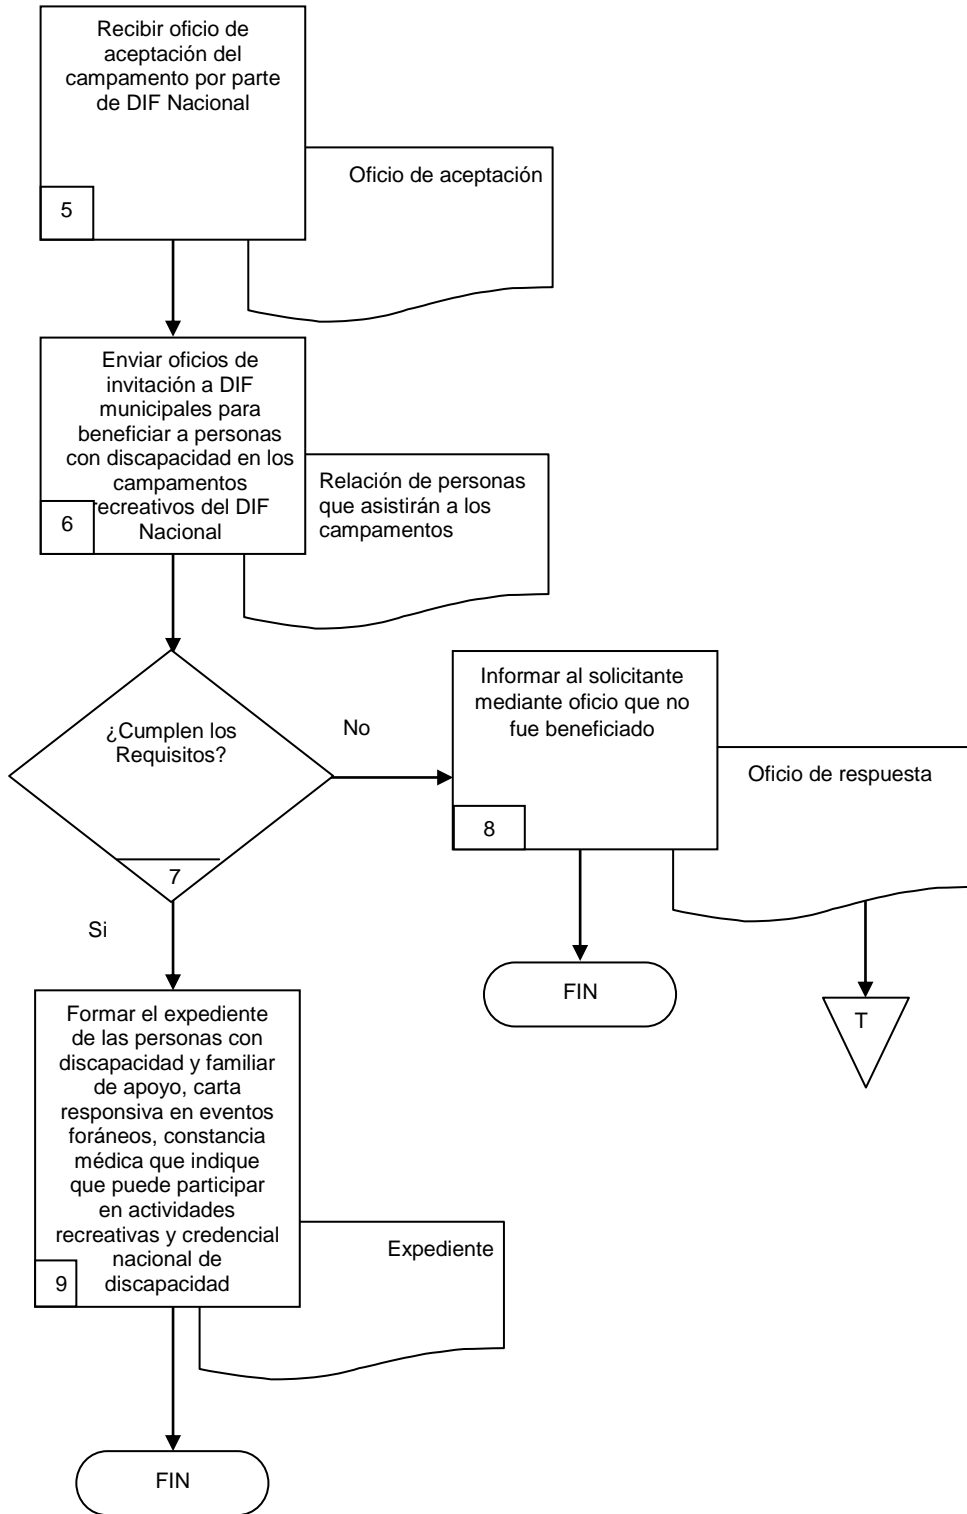 Recibir oficio de
aceptación del
campamento por parte
de DIF Nacional
5
Oficio de aceptación
Enviar oficios de
invitación a DIF
municipales para
beneficiar a personas
con discapacidad en los
campamentos
recreativos del DIF
Nacional
6
Relación de personas
que asistirán a los
campamentos
¿Cumplen los
Requisitos?
7
No
Si
Informar al solicitante
mediante oficio que no
fue beneficiado
8
Oficio de respuesta
FIN
T
Formar el expediente
de las personas con
discapacidad y familiar
de apoyo, carta
responsiva en eventos
foráneos, constancia
médica que indique
que puede participar
en actividades
recreativas y credencial
nacional de
discapacidad
9
Expediente
FIN